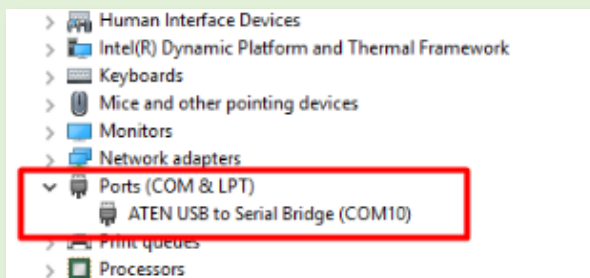 Human Interface Devices
Intel(R) Dynamic Platform and Thermal Framework
Keyboards
Mice and other pointing devices
Monitors
Network adapters
Ports (COM & LPT)
ATEN USB to Serial Bridge (COM10)
Print queues
Processors